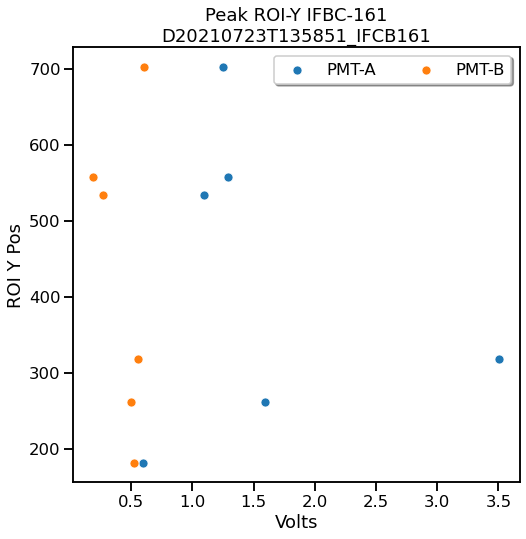 Peak ROI-Y IFBC-161
D20210723T135851_IFCB161
PMT-A PMT-B
700
600
500
400
300
200
ROI Y Pos
0.5 1.0 1.5 2.0 2.5 3.0 3.5
Volts